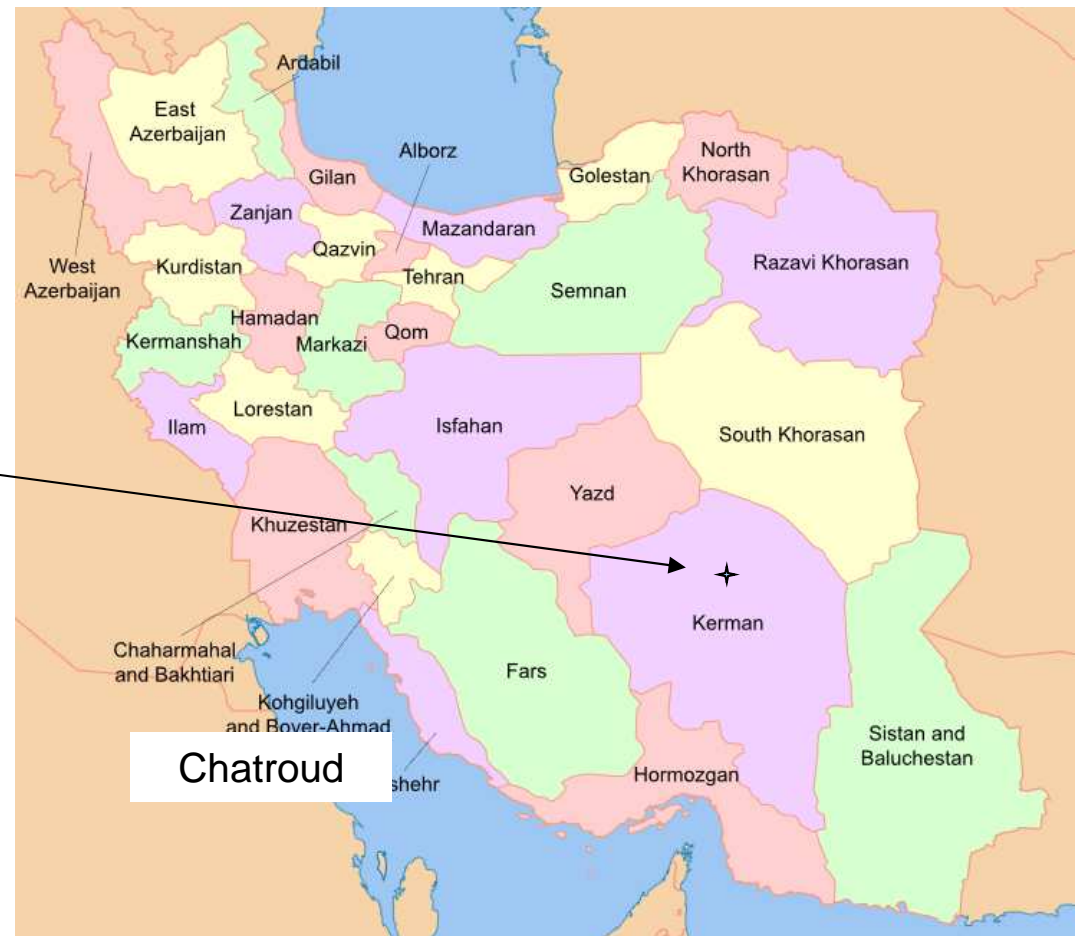 Ardabil
East
Azerbaijan
Alborz
North
Khorasan
Golestan
Gilan
Zanjan
Mazandaran
Qazvin
West
Azerbaijan
Kurdistan
Tehran
Semnan
Razavi Khorasan
Hamadan
Kermanshah
Markazi
Qom
Lorestan
Ilam
Isfahan
South Khorasan
Yazd
Khuzestan
Kerman
Chaharmahal
and Bakhtiari
Fars
Kohgiluyeh
and Boyer-Ahmad
Sistan and
Baluchestan
Chatroud
shehr
Hormozgan